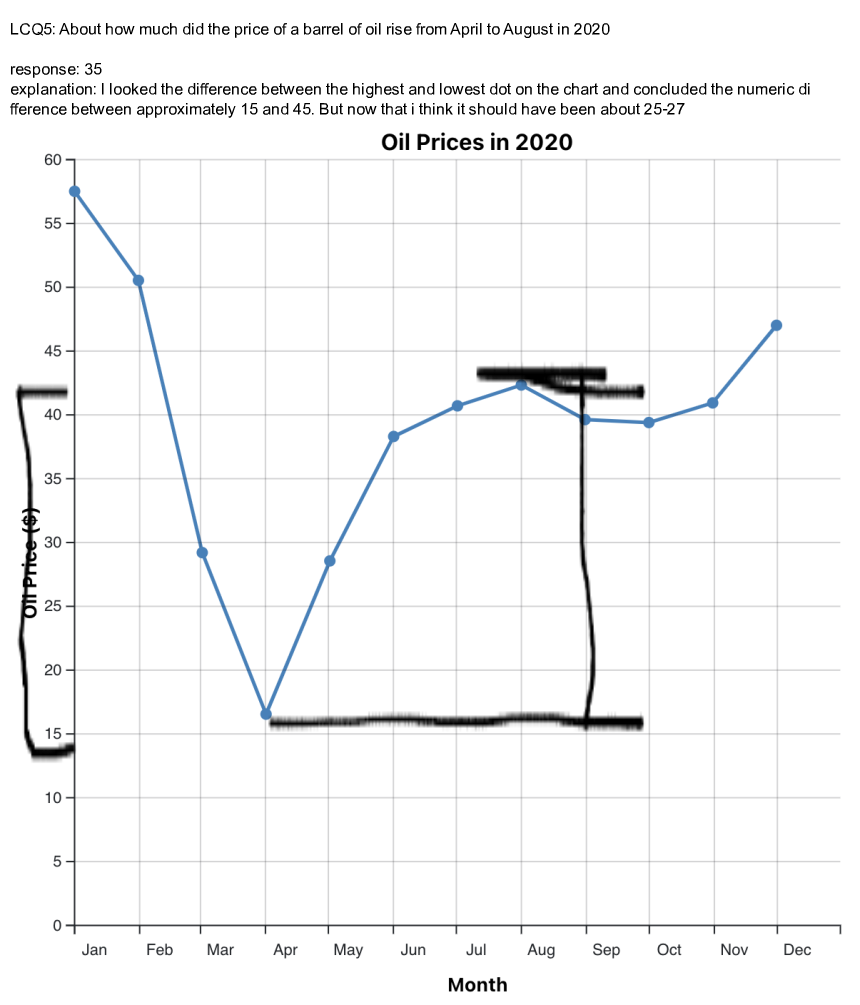 LCQ5: About how much did the price of a barrel of oil rise from April to August in 2020
response: 35
explanation: I looked the difference between the highest and lowest dot on the chart and concluded the numeric di
fference between approximately 15 and 45. But now that i think it should have been about 25-27
Oil Prices in 2020
60
55
50
45
40
35
30
25
20
15
10
5
0
Oil Price ($)
Jan Feb Mar Apr May Jun Jul Aug Sep Oct Nov Dec
Month